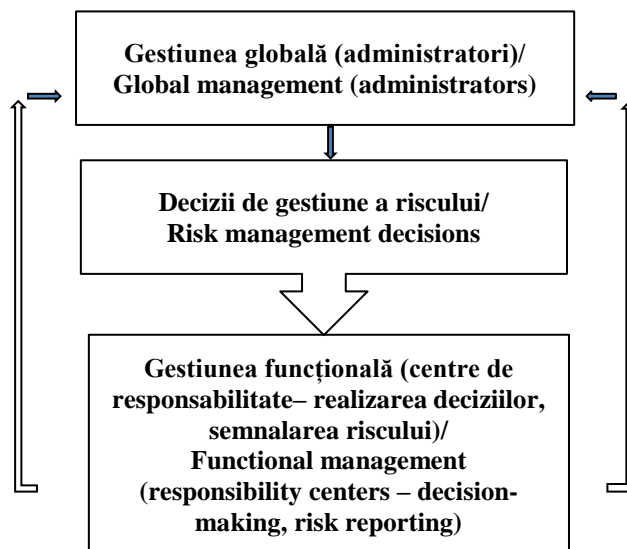 Gestiunea globală (administratori)/
Global management (administrators)
Decizii de gestiune a riscului/
Risk management decisions
Gestiunea funcțională (centre de
responsabilitate– realizarea deciziilor,
semnalarea riscului)/
Functional management
(responsibility centers – decision-
making, risk reporting)